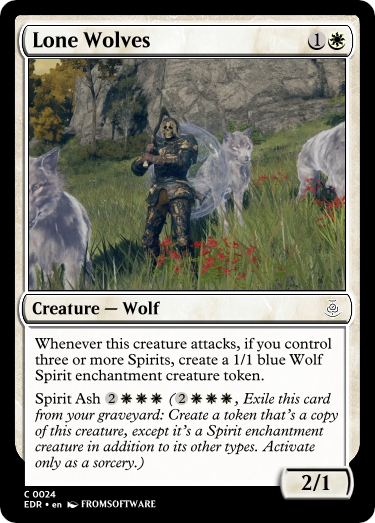 Lone Wolves 1
Creature — Wolf
Whenever this creature attacks, if you control
three or more Spirits, create a 1/1 blue Wolf
Spirit enchantment creature token.
Spirit Ash 2 (2, Exile this card
from your graveyard: Create a token that's a copy
of this creature, except it's a Spirit enchantment
creature in addition to its other types. Activate
only as a sorcery.)
2/1
C 0024
EDR • en FROMSOFTWARE